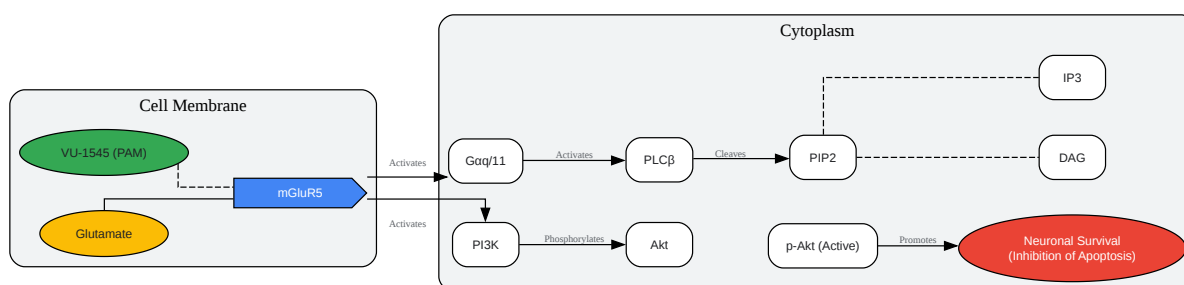 Cytoplasm
Cell Membrane
IP3
VU-1545 (PAM)
Activates
Gαq/11
Activates
PLCβ
Cleaves
PIP2
DAG
mGluR5
Glutamate
Activates
PI3K
Phosphorylates
Akt
p-Akt (Active)
Promotes
Neuronal Survival
(Inhibition of Apoptosis)